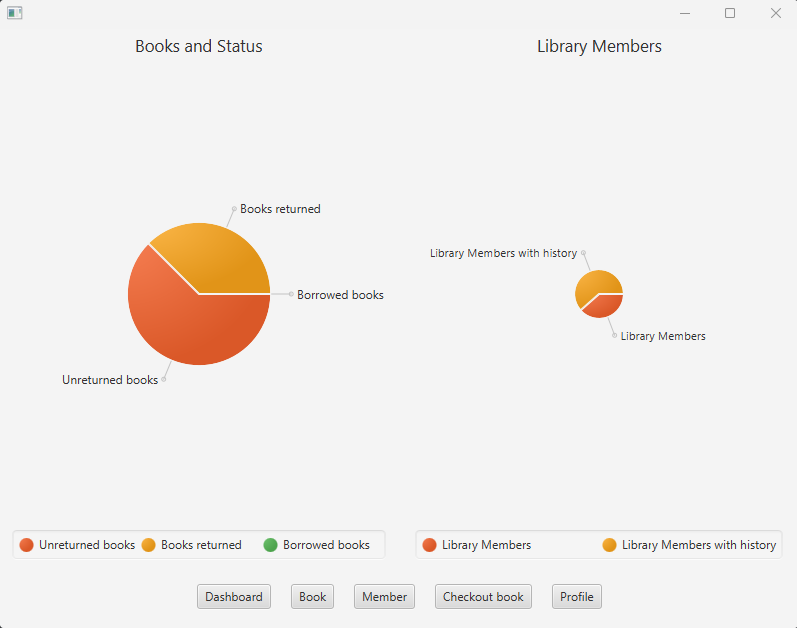 Books and Status
Library Members
Books returned
Borrowed books
Unreturned books
Library Members with history
Library Members
Unreturned books
Books returned
Borrowed books
Library Members
Library Members with history
Dashboard
Book
Member
Checkout book
Profile